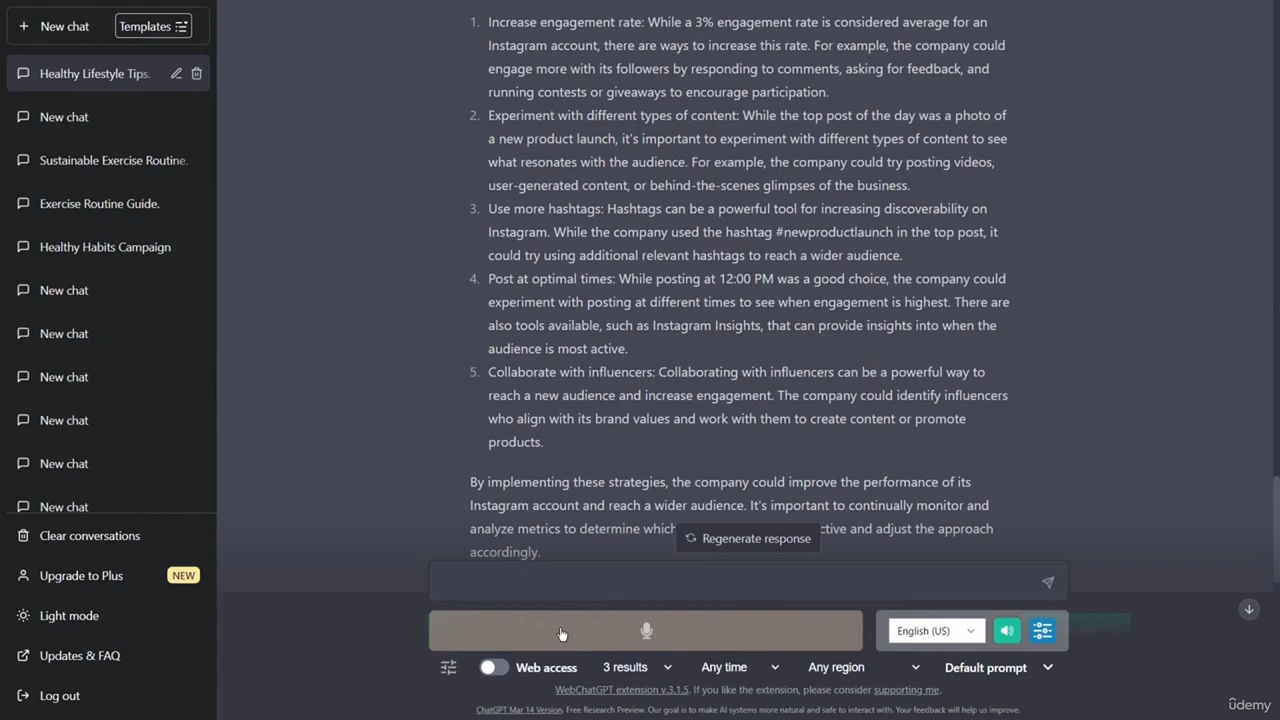 New chat
Templates
Healthy Lifestyle Tips.
New chat
Sustainable Exercise Routine.
Exercise Routine Guide.
Healthy Habits Campaign
New chat
New chat
New chat
New chat
New chat
New chat
Clear conversations
Upgrade to Plus NEW
Light mode
Updates & FAQ
Log out
1. Increase engagement rate: While a 3% engagement rate is considered average for an
Instagram account, there are ways to increase this rate. For example, the company could
engage more with its followers by responding to comments, asking for feedback, and
running contests or giveaways to encourage participation.
2. Experiment with different types of content: While the top post of the day was a photo of
a new product launch, it's important to experiment with different types of content to see
what resonates with the audience. For example, the company could try posting videos,
user-generated content, or behind-the-scenes glimpses of the business.
3. Use more hashtags: Hashtags can be a powerful tool for increasing discoverability on
Instagram. While the company used the hashtag #newproductlaunch in the top post, it
could try using additional relevant hashtags to reach a wider audience.
4. Post at optimal times: While posting at 12:00 PM was a good choice, the company could
experiment with posting at different times to see when engagement is highest. There are
also tools available, such as Instagram Insights, that can provide insights into when the
audience is most active.
5. Collaborate with influencers: Collaborating with influencers can be a powerful way to
reach a new audience and increase engagement. The company could identify influencers
who align with its brand values and work with them to create content or promote
products.
By implementing these strategies, the company could improve the performance of its
Instagram account and reach a wider audience. It's important to continually monitor and
analyze metrics to determine which ctive and adjust the approach
accordingly.
Regenerate response
English (US)
Web access 3 results Any time Any region Default prompt
WebChatGPT extension v.3.1.5. If you like the extension, please consider supporting me.
ChatGPT Mar 14 Version. Free Research Preview. Our goal is to make AI systems more natural and safe to interact with. Your feedback will help us improve.
ûdemy